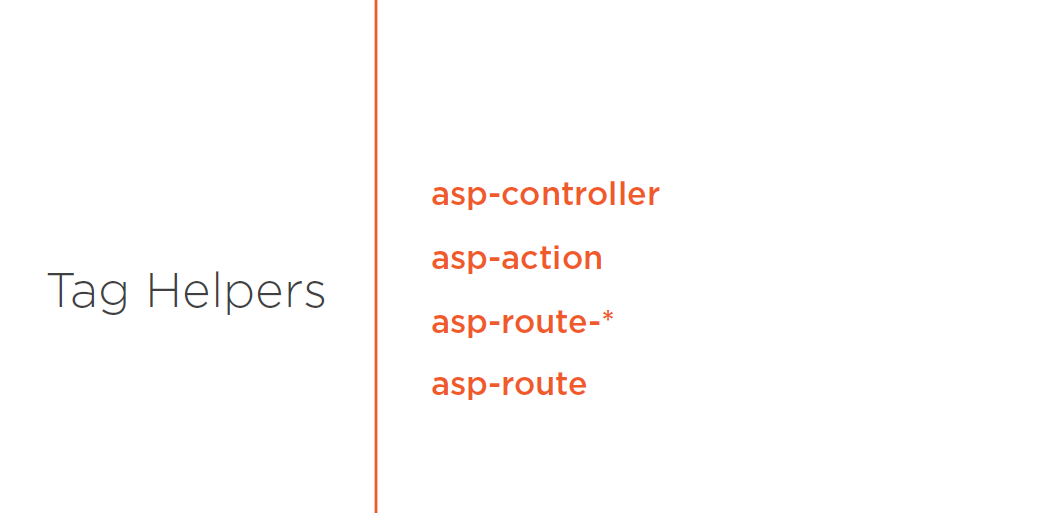 Tag Helpers
asp-controller
asp-action
asp-route-*
asp-route